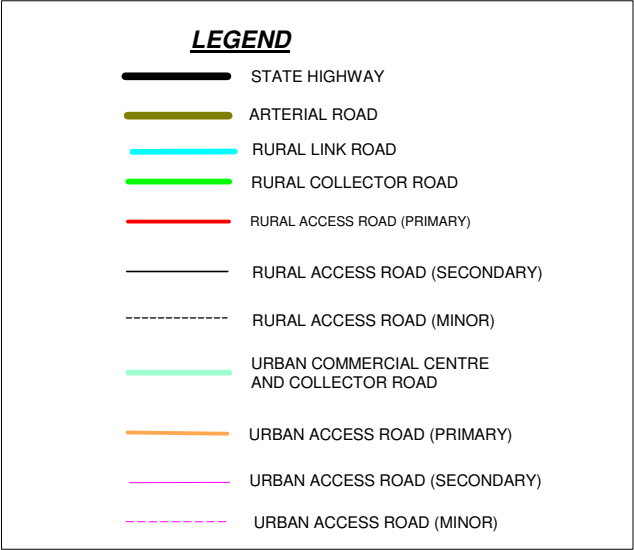 LEGEND
STATE HIGHWAY
ARTERIAL ROAD
RURAL LINK ROAD
RURAL COLLECTOR ROAD
RURAL ACCESS ROAD (PRIMARY)
RURAL ACCESS ROAD (SECONDARY)
RURAL ACCESS ROAD (MINOR)
URBAN COMMERCIAL CENTRE
AND COLLECTOR ROAD
URBAN ACCESS ROAD (PRIMARY)
URBAN ACCESS ROAD (SECONDARY)
URBAN ACCESS ROAD (MINOR)